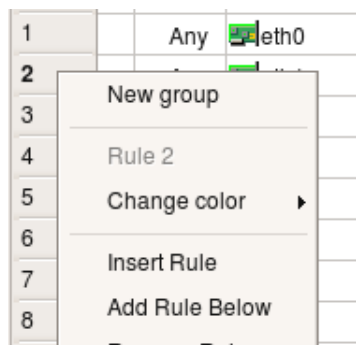 1 Any eth0
2
New group
3
4 Rule 2
5 Change color
6
Insert Rule
7
8 Add Rule Below